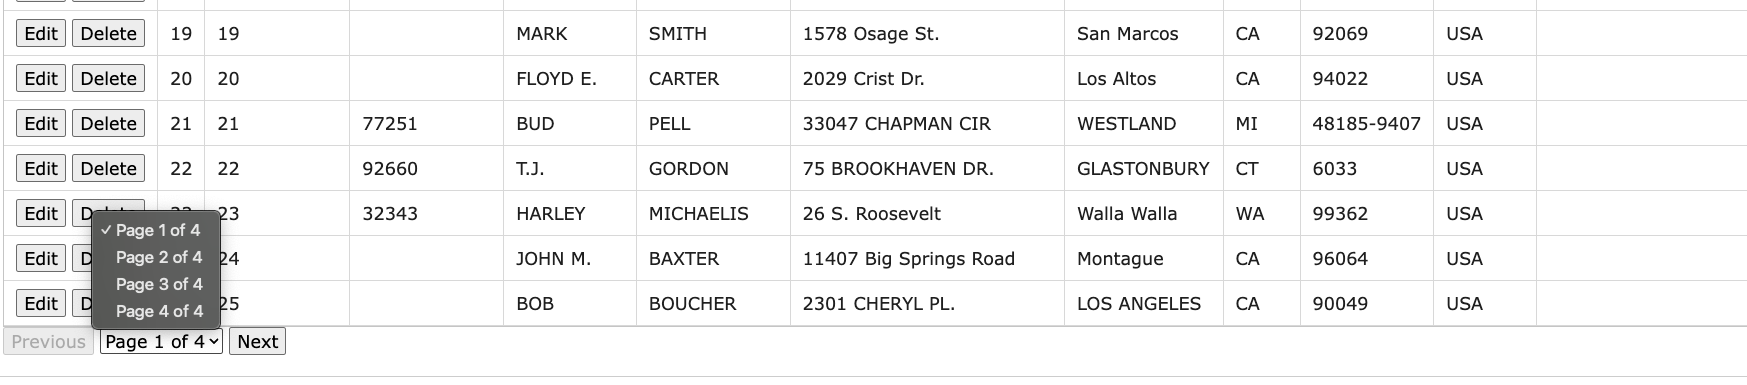 Edit Delete 19 19 MARK SMITH 1578 Osage St. San Marcos CA 92069 USA
Edit Delete 20 20 FLOYD E. CARTER 2029 Crist Dr. Los Altos CA 94022 USA
Edit Delete 21 21 77251 BUD PELL 33047 CHAPMAN CIR WESTLAND MI 48185-9407 USA
Edit Delete 22 22 92660 T.J. GORDON 75 BROOKHAVEN DR. GLASTONBURY CT 6033 USA
Edit 23 32343 HARLEY MICHAELIS 26 S. Roosevelt Walla Walla WA 99362 USA
Edit 24 JOHN M. BAXTER 11407 Big Springs Road Montague CA 96064 USA
Edit 25 BOB BOUCHER 2301 CHERYL PL. LOS ANGELES CA 90049 USA
✓ Page 1 of 4
Page 2 of 4
Page 3 of 4
Page 4 of 4
Previous Page 1 of 4 Next